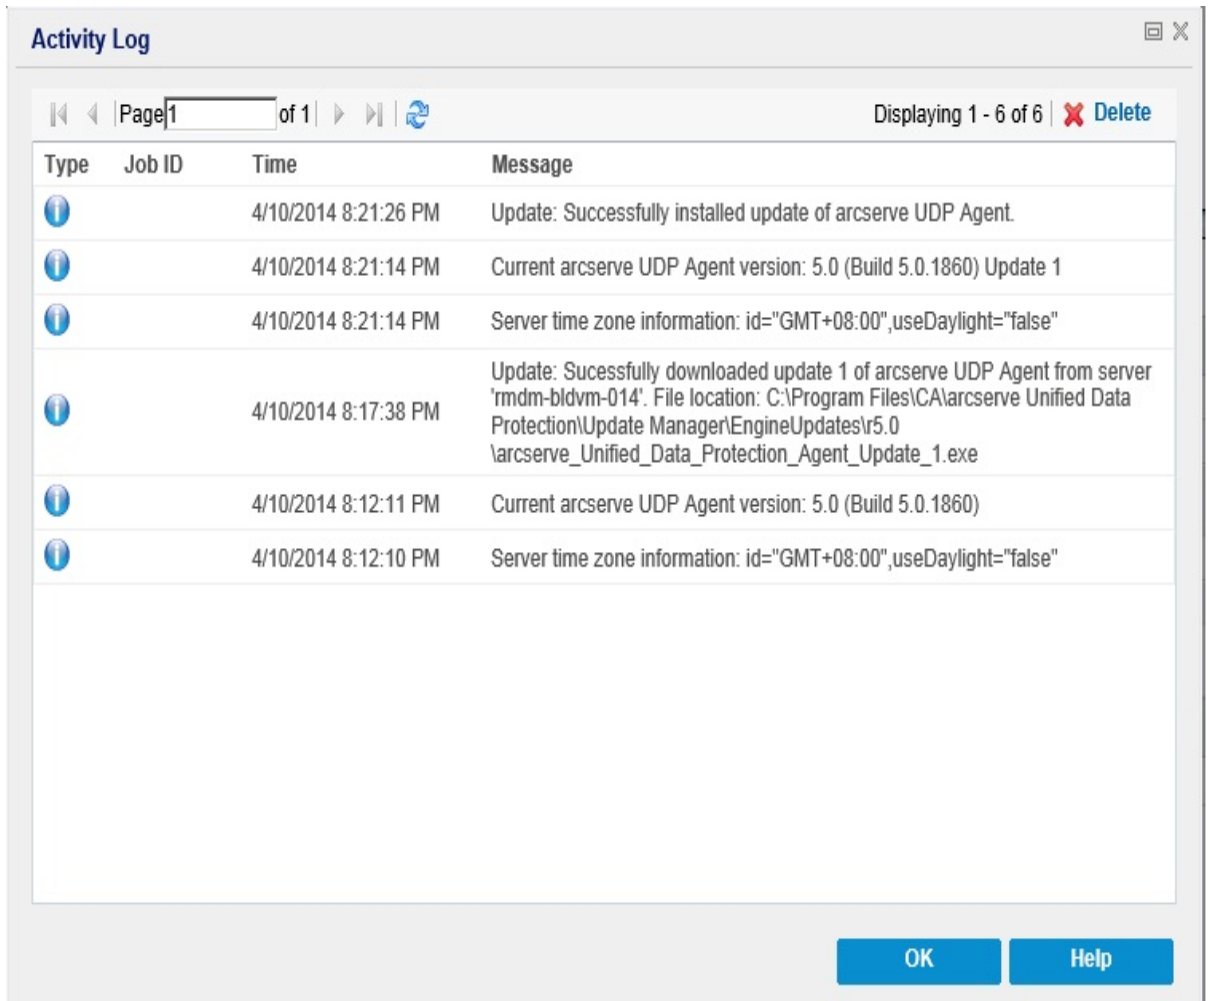 Activity Log
Page 1 of 1 Displaying 1 - 6 of 6 Delete
Type Job ID Time Message
4/10/2014 8:21:26 PM Update: Successfully installed update of arcserve UDP Agent.
4/10/2014 8:21:14 PM Current arcserve UDP Agent version: 5.0 (Build 5.0.1860) Update 1
4/10/2014 8:21:14 PM Server time zone information: id="GMT+08:00",useDaylight="false"
Update: Sucessfully downloaded update 1 of arcserve UDP Agent from server
'rmdm-bldvm-014'. File location: C:\Program Files\CA\arcserve Unified Data
4/10/2014 8:17:38 PM
Protection\Update Manager\EngineUpdates\r5.0
\arcserve_Unified_Data_Protection_Agent_Update_1.exe
4/10/2014 8:12:11 PM Current arcserve UDP Agent version: 5.0 (Build 5.0.1860)
4/10/2014 8:12:10 PM Server time zone information: id="GMT+08:00",useDaylight="false"
OK Help